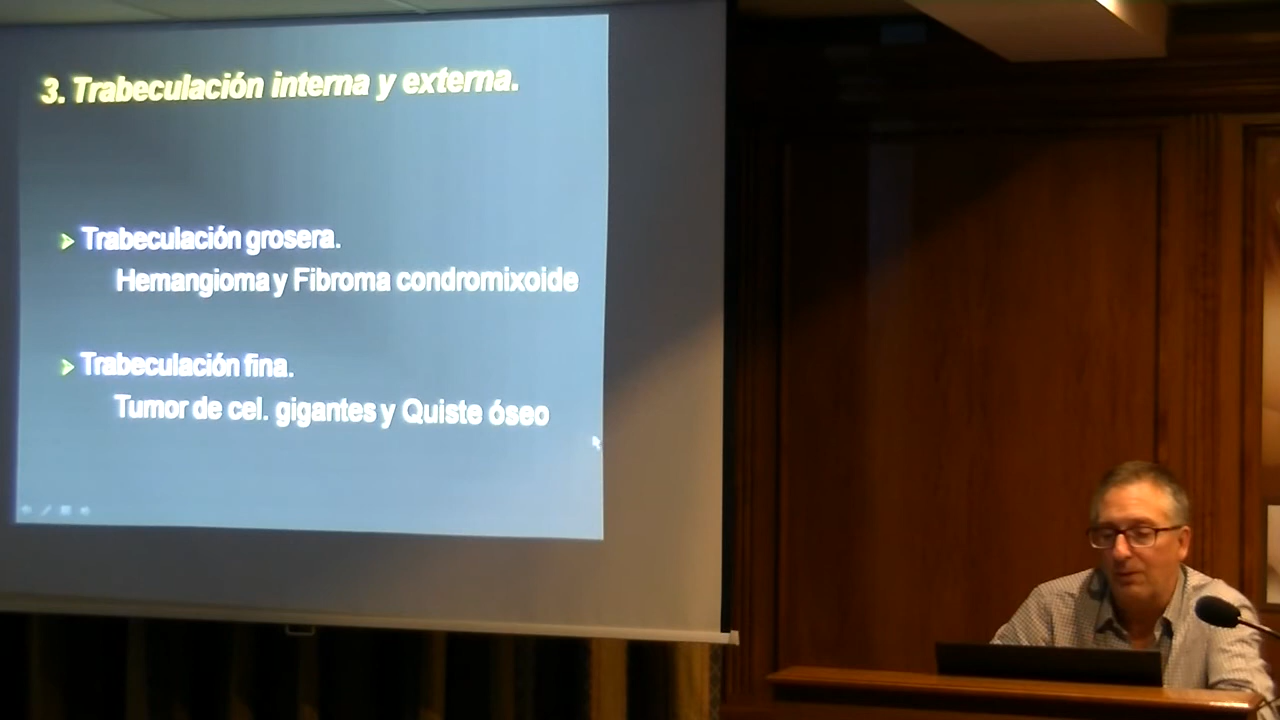 3. Trabeculación interna y externa.
Trabeculación grosera.
Hemangioma y Fibroma condromixoide
Trabeculación fina.
Tumor de cel. gigantes y Quiste óseo